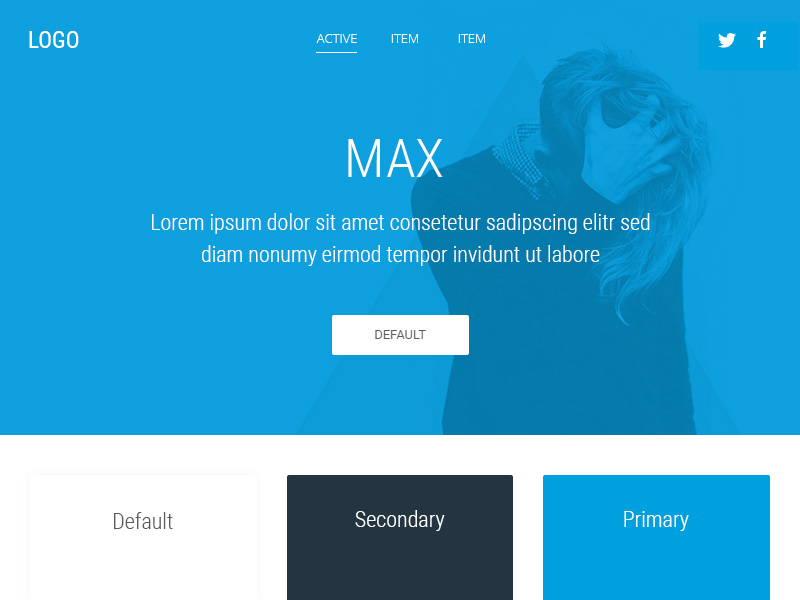 LOGO
ACTIVE ITEM ITEM
MAX
Lorem ipsum dolor sit amet consetetur sadipscing elitr sed
diam nonumy eirmod tempor invidunt ut labore
DEFAULT
Default
Secondary
Primary